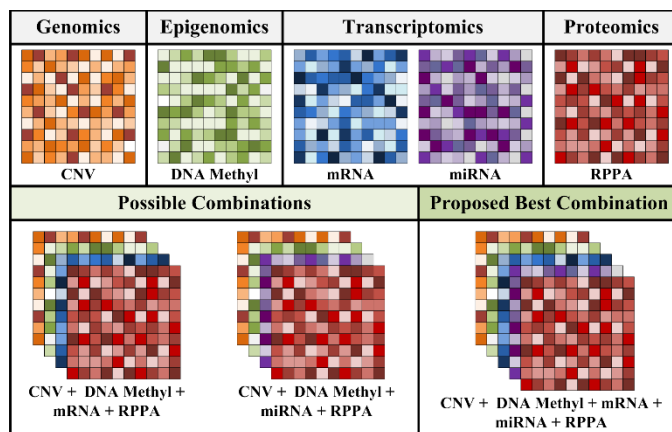 Genomics
Epigenomics
Transcriptomics
Proteomics
CNV
DNA Methyl
mRNA
miRNA
RPPA
Possible Combinations
Proposed Best Combination
CNV + DNA Methyl +
mRNA + RPPA
CNV + DNA Methyl +
miRNA + RPPA
CNV + DNA Methyl + mRNA +
miRNA + RPPA